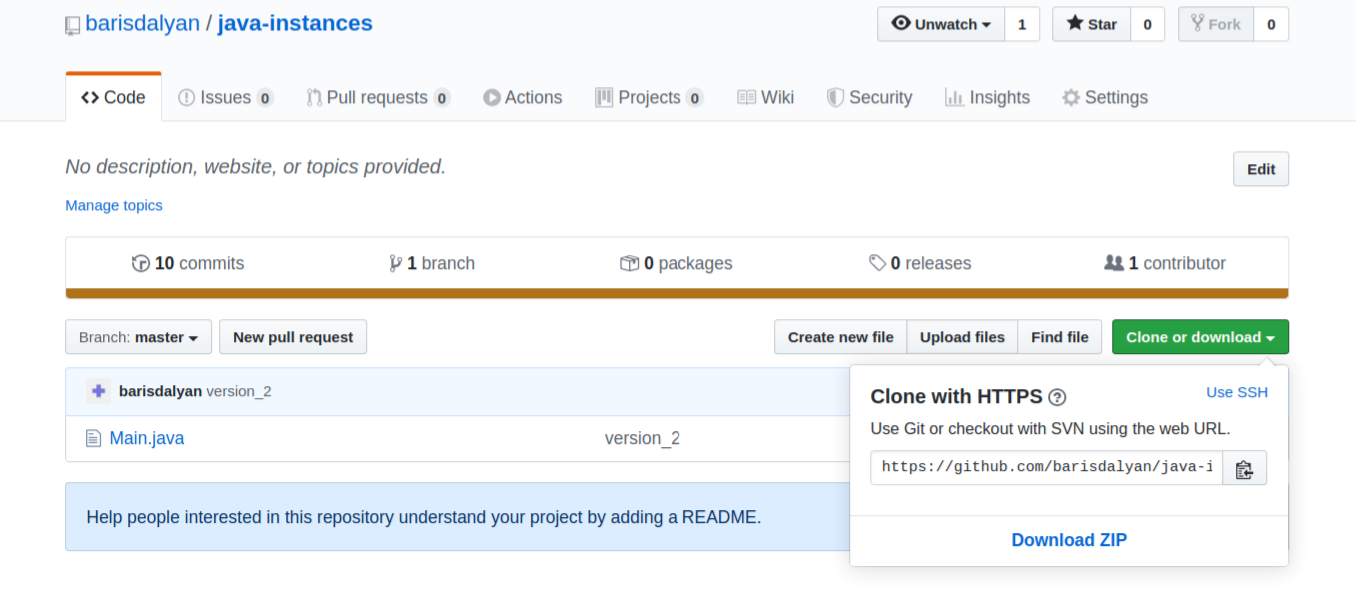 barisdalyan / java-instances
Unwatch 1 Star 0 Fork 0
Code Issues 0 Pull requests 0 Actions Projects 0 Wiki Security Insights Settings
No description, website, or topics provided.
Edit
Manage topics
10 commits 1 branch 0 packages 0 releases 1 contributor
Branch: master New pull request Create new file Upload files Find file Clone or download
barisdalyan version_2
Main.java version_2
Help people interested in this repository understand your project by adding a README.
Clone with HTTPS ? Use SSH
Use Git or checkout with SVN using the web URL.
https://github.com/barisdalyan/java-i
Download ZIP